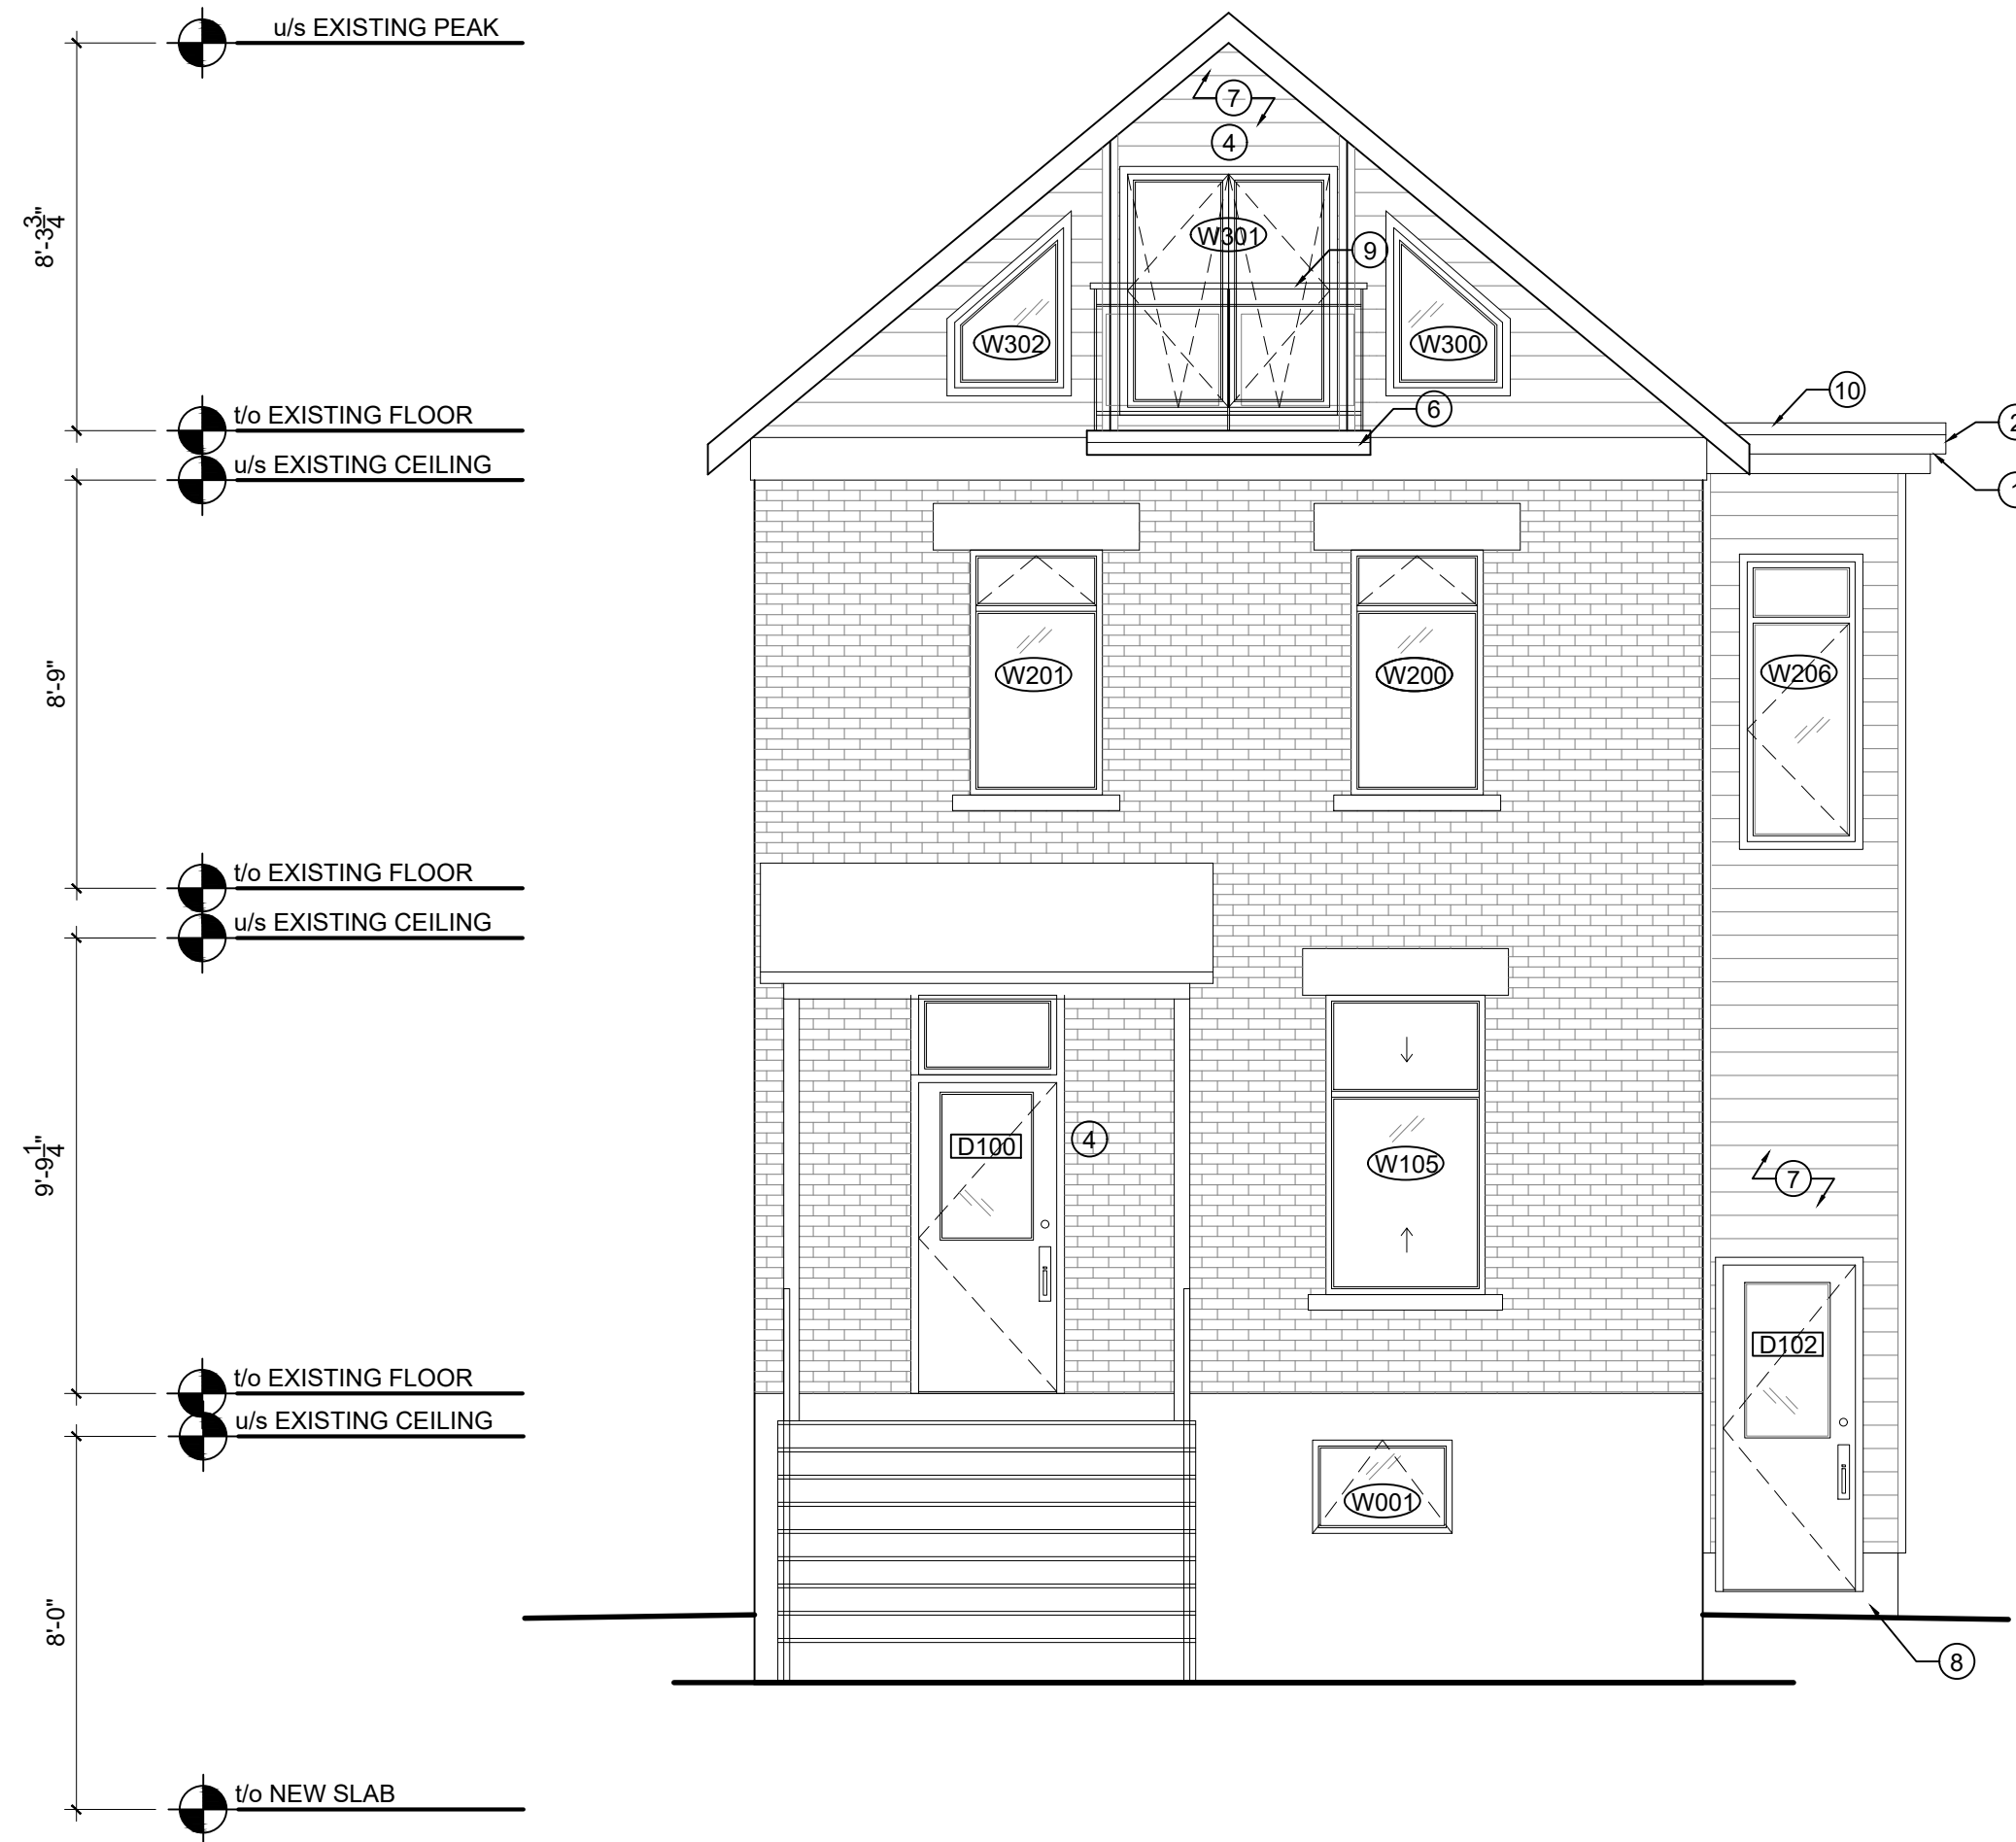 u/s EXISTING PEAK
7
4
8'-3 3/4"
W301
9
W302
W300
10
6
t/o EXISTING FLOOR
2
u/s EXISTING CEILING
1
W201
W200
W206
8'-9"
t/o EXISTING FLOOR
u/s EXISTING CEILING
D100
4
W105
9'-9 1/4"
7
D102
t/o EXISTING FLOOR
u/s EXISTING CEILING
W001
8'-0"
8
t/o NEW SLAB